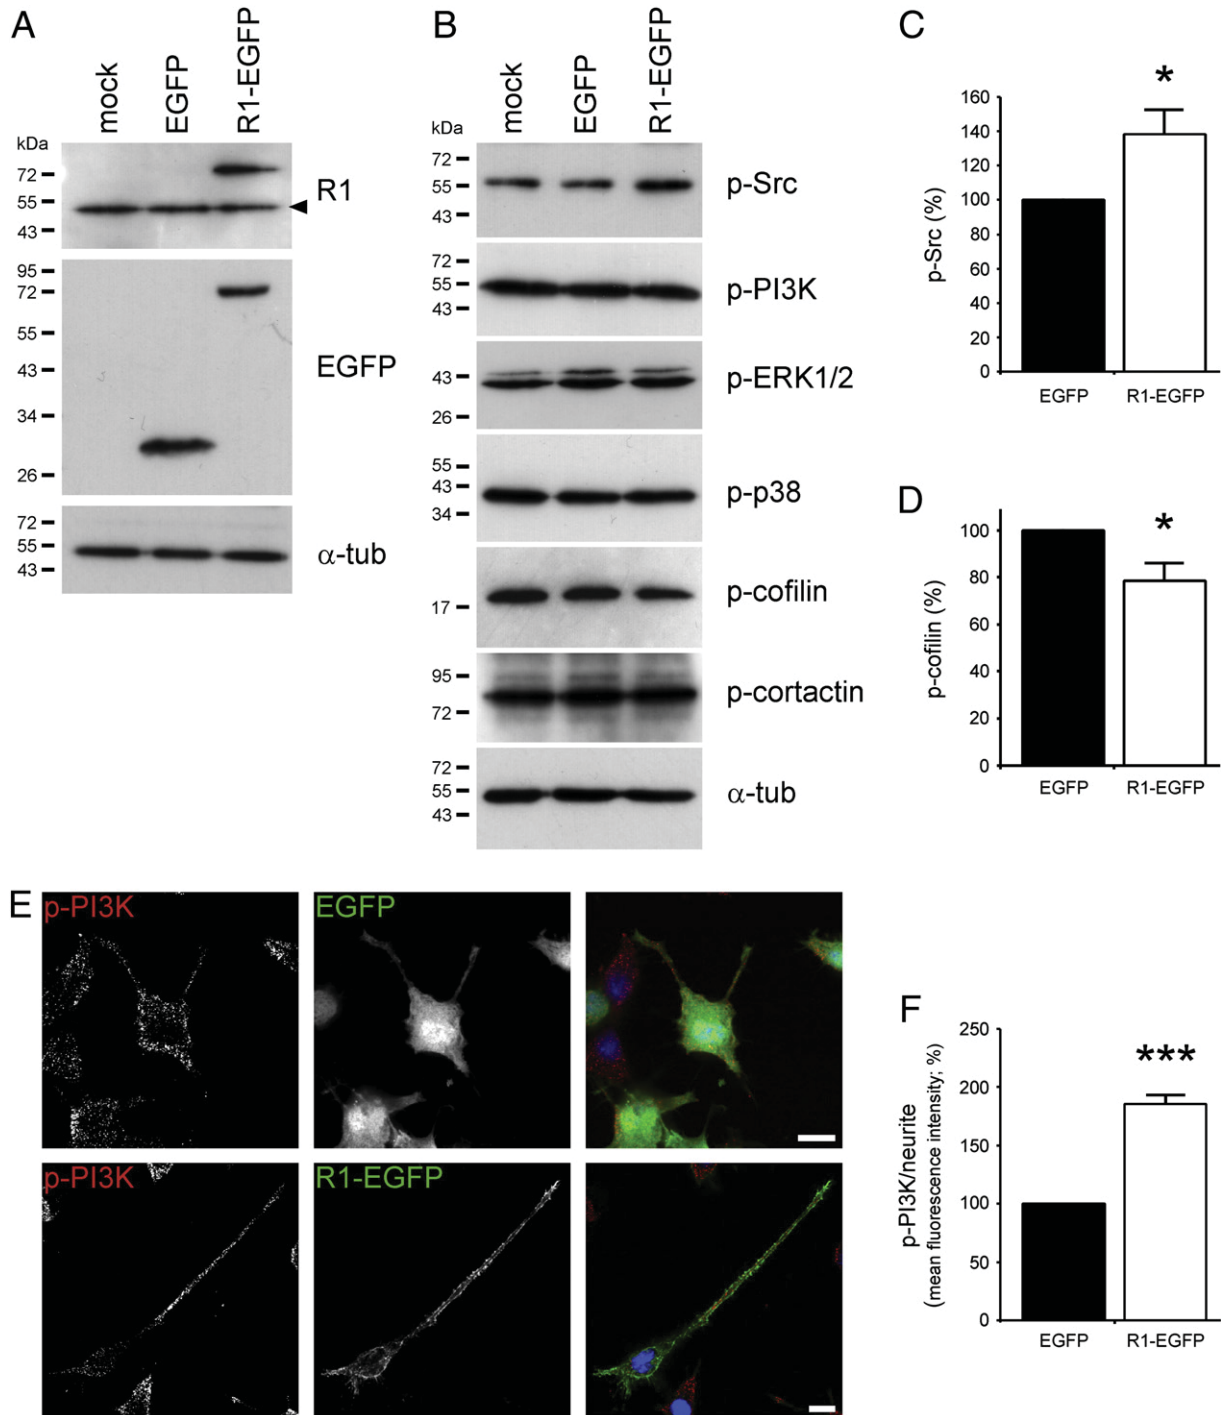 A
mock
EGFP
R1-EGFP
kDa
72
55
43
R1
95
72
55
43
34
26
EGFP
72
55
43
α-tub
B
mock
EGFP
R1-EGFP
kDa
72
55
43
p-Src
72
55
43
p-PI3K
43
26
p-ERK1/2
55
43
34
p-p38
17
p-cofilin
95
72
p-cortactin
72
55
43
α-tub
C
*
p-Src (%)
160
140
120
100
80
60
40
20
0
EGFP
R1-EGFP
D
*
p-cofilin (%)
100
80
60
40
20
0
EGFP
R1-EGFP
E
p-PI3K
EGFP
p-PI3K
R1-EGFP
F
***
p-PI3K/neurite
(mean fluorescence intensity; %)
250
200
150
100
50
0
EGFP
R1-EGFP